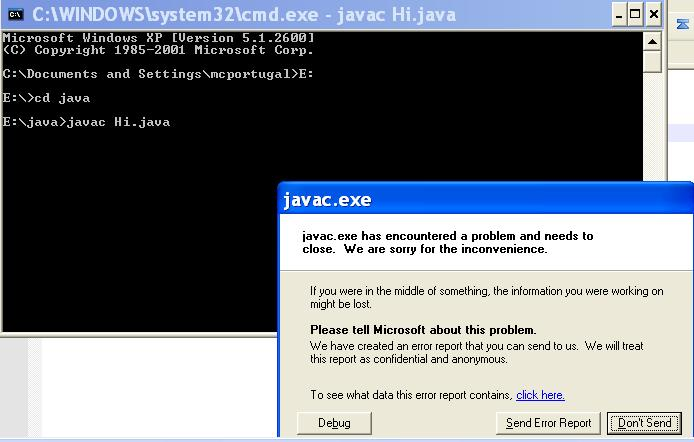 C:\WINDOWS\system32\cmd.exe - javac Hi.java
Microsoft Windows XP [Version 5.1.2600]
(C) Copyright 1985-2001 Microsoft Corp.
C:\Documents and Settings\mcportugal>E:
E:\>cd java
E:\java>javac Hi.java
javac.exe
javac.exe has encountered a problem and needs to
close. We are sorry for the inconvenience.
If you were in the middle of something, the information you were working on
might be lost.
Please tell Microsoft about this problem.
We have created an error report that you can send to us. We will treat
this report as confidential and anonymous.
To see what data this error report contains, click here.
Debug
Send Error Report
Don't Send